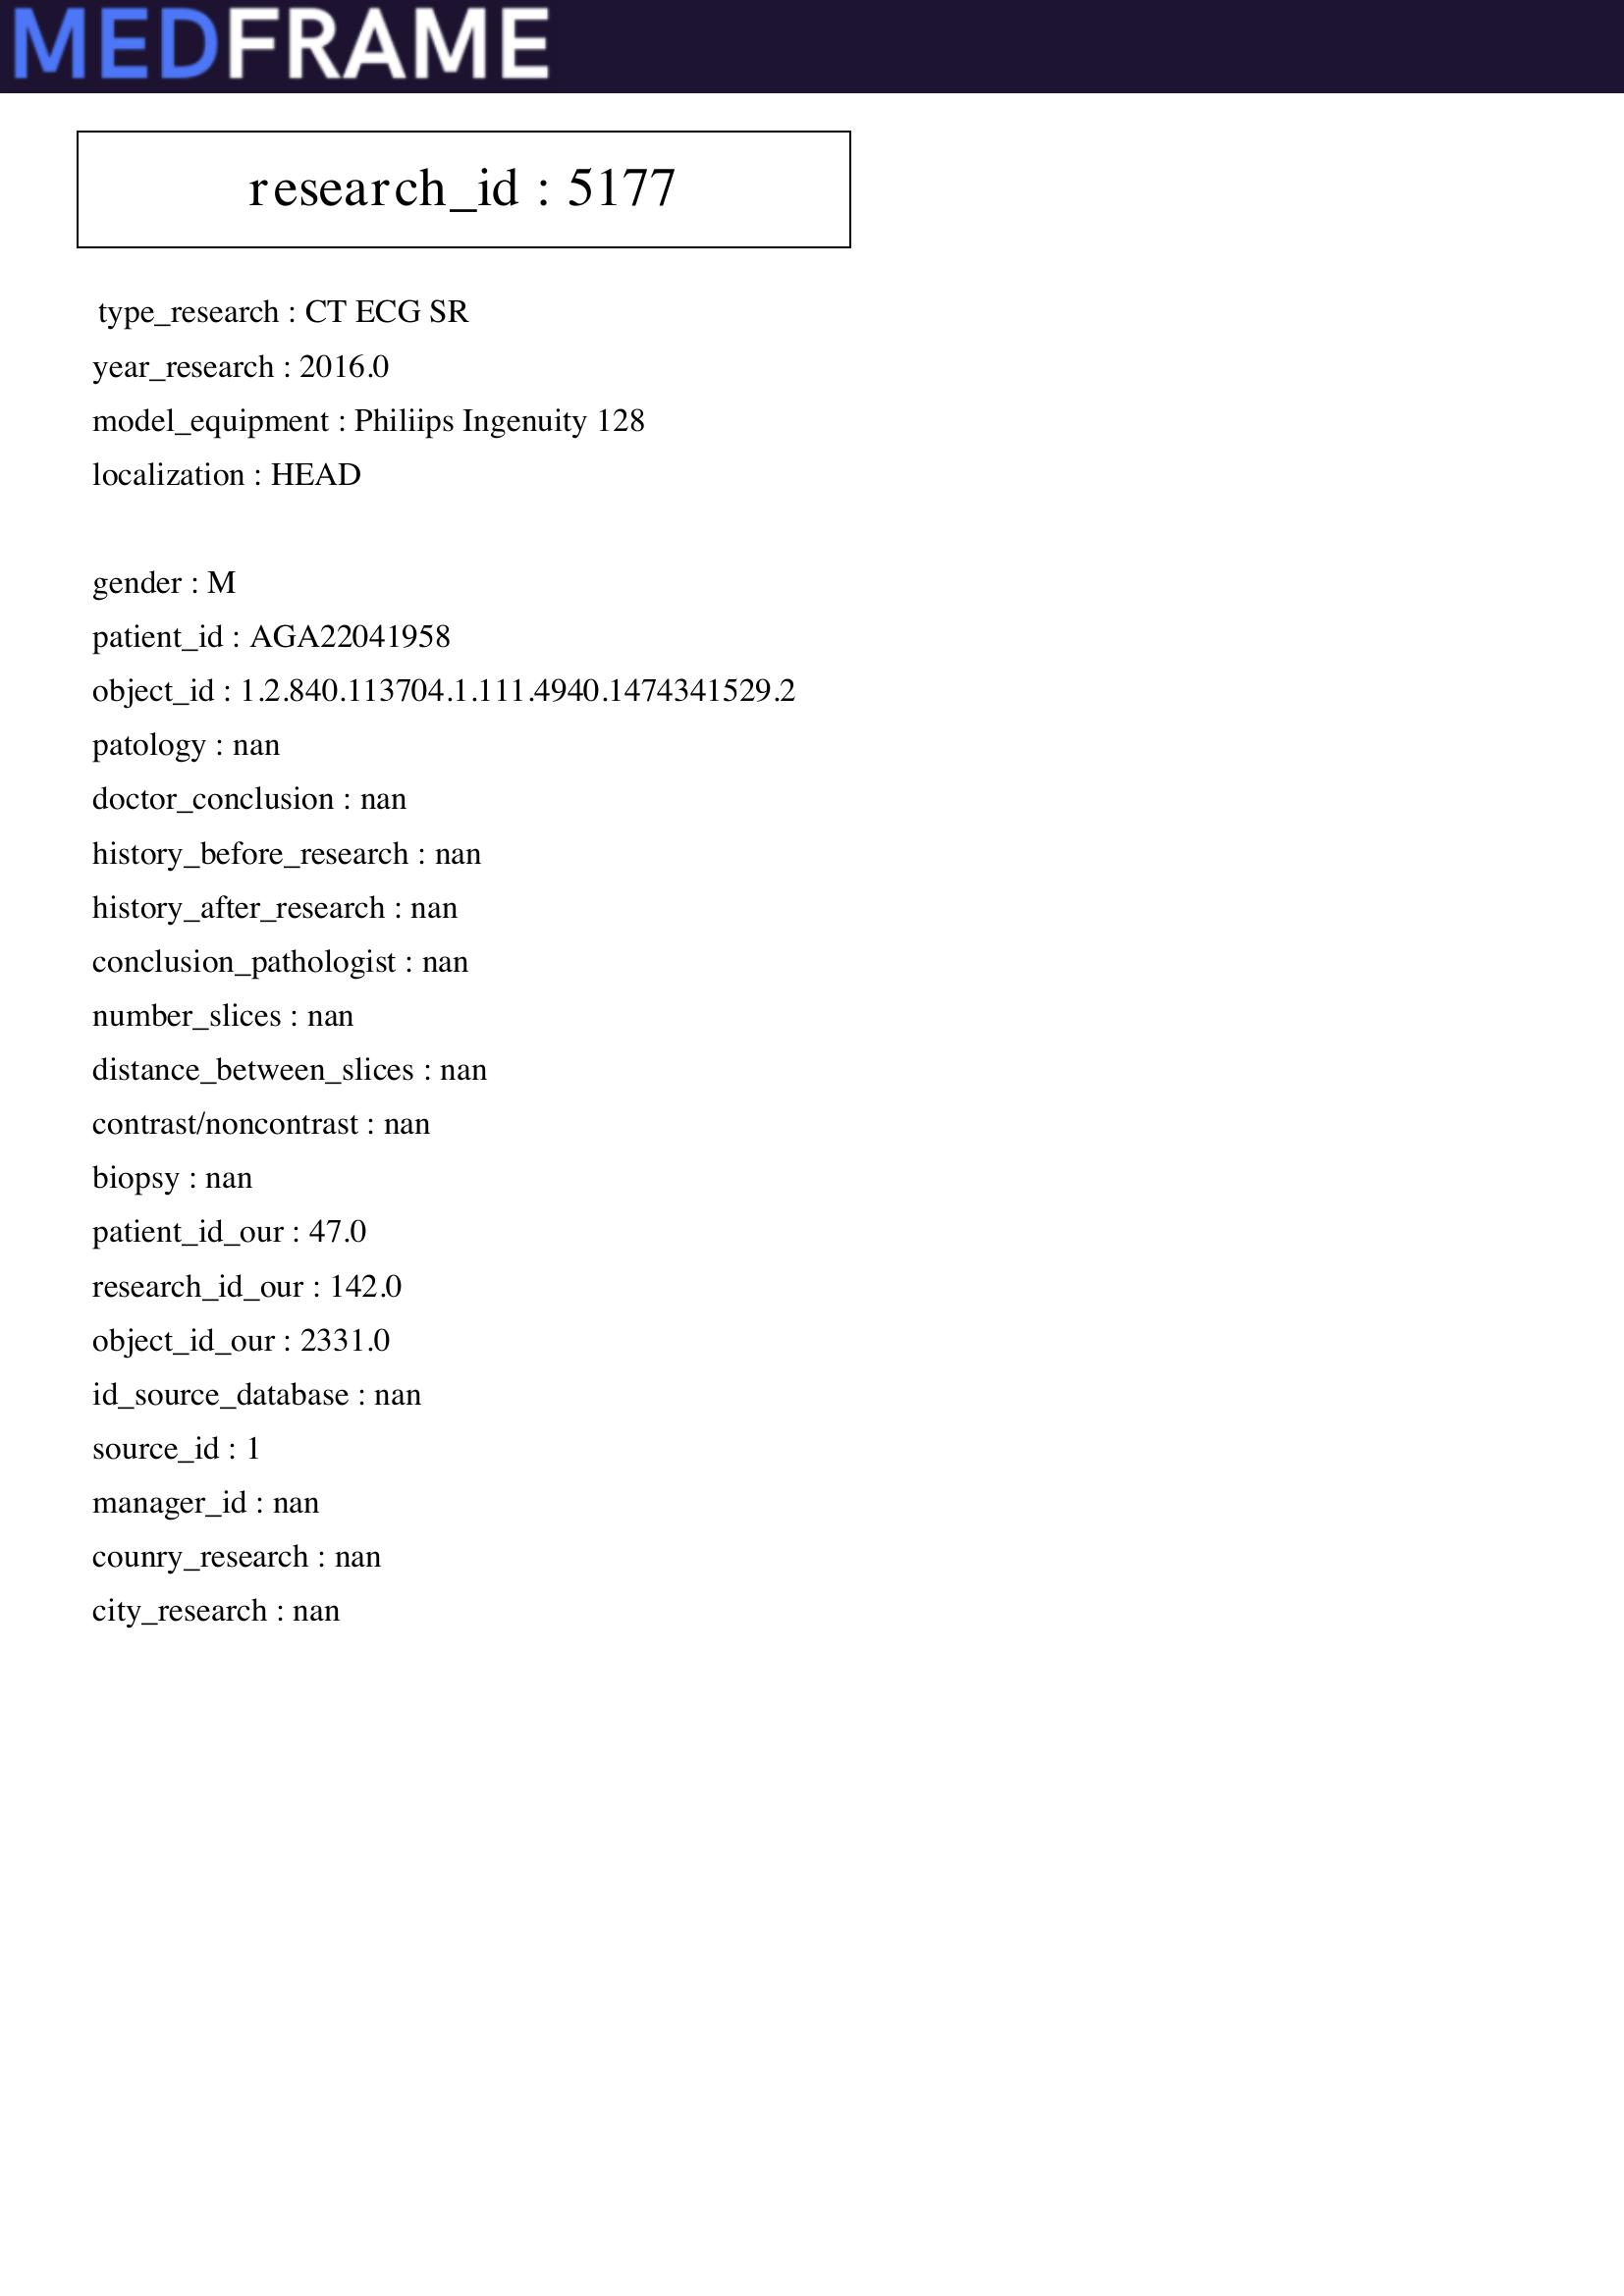 MEDFRAME
research_id : 5177
type_research : CT ECG SR
year_research : 2016.0
model_equipment : Philiips Ingenuity 128
localization : HEAD
gender : M
patient_id : AGA22041958
object_id : 1.2.840.113704.1.111.4940.1474341529.2
patology : nan
doctor_conclusion : nan
history_before_research : nan
history_after_research : nan
conclusion_pathologist : nan
number_slices : nan
distance_between_slices : nan
contrast/noncontrast : nan
biopsy : nan
patient_id_our : 47.0
research_id_our : 142.0
object_id_our : 2331.0
id_source_database : nan
source_id : 1
manager_id : nan
counry_research : nan
city_research : nan